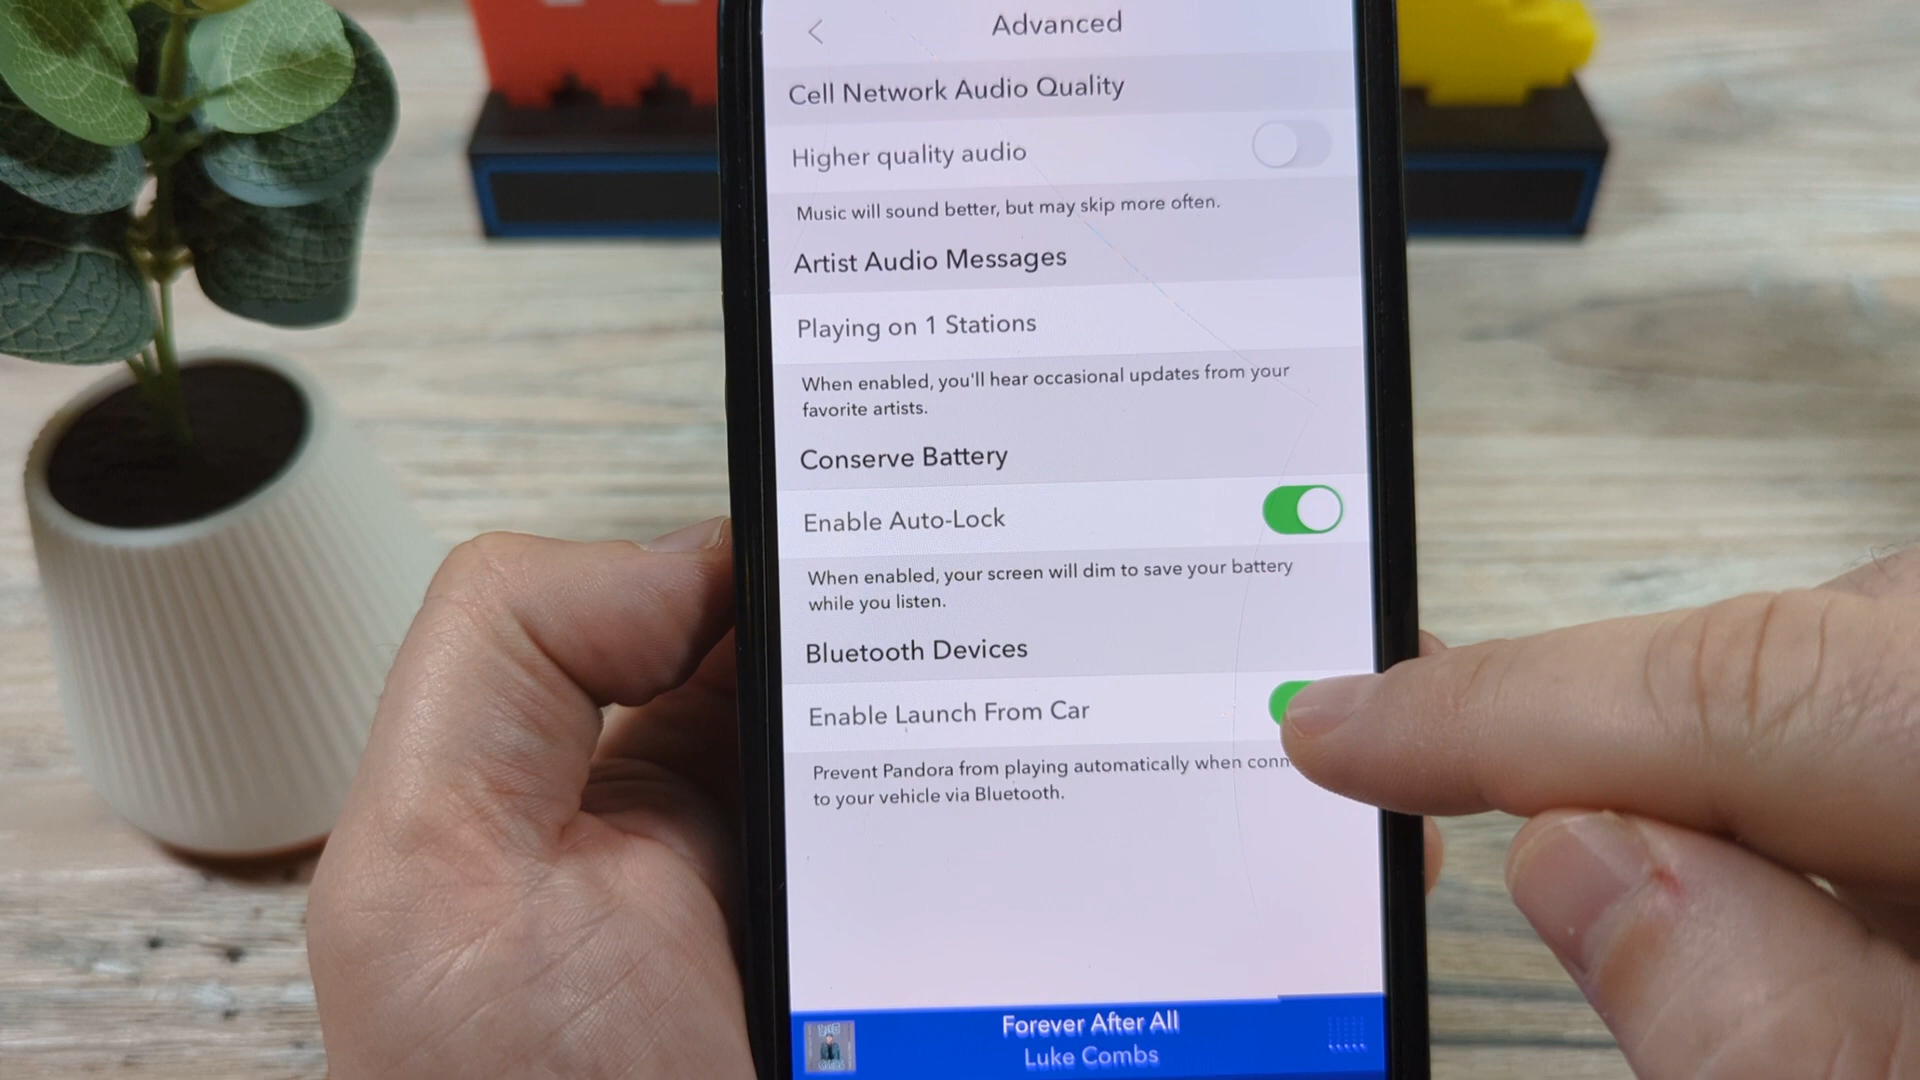 Advanced
Cell Network Audio Quality
Higher quality audio
Music will sound better, but may skip more often.
Artist Audio Messages
Playing on 1 Stations
When enabled, you'll hear occasional updates from your
favorite artists.
Conserve Battery
Enable Auto-Lock
When enabled, your screen will dim to save your battery
while you listen.
Bluetooth Devices
Enable Launch From Car
Prevent Pandora from playing automatically when conn
to your vehicle via Bluetooth.
Forever After All
Luke Combs